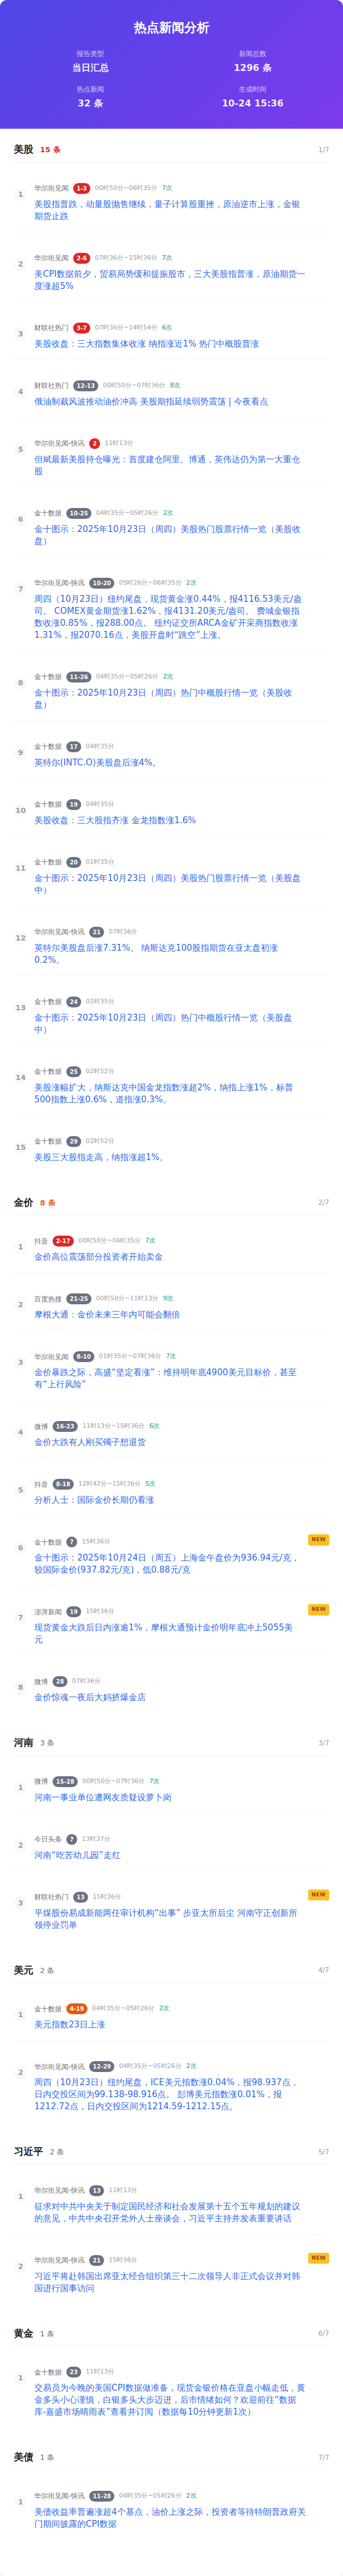 热点新闻分析
报告类型
当日汇总
新闻总数
1296 条
热点新闻
32 条
生成时间
10-24 15:36
美股 15 条 1/7
1
华尔街见闻 1-3 00时50分~06时35分 7次
美股指普跌，动量股抛售继续，量子计算股重挫，原油逆市上涨，金银
期货止跌
2
华尔街见闻 2-6 07时36分~15时36分 7次
美CPI数据前夕，贸易局势缓和提振股市，三大美股指普涨，原油期货一
度涨超5%
3
财联社热门 3-7 07时36分~14时54分 6次
美股收盘：三大指数集体收涨 纳指涨近1% 热门中概股普涨
4
财联社热门 12-13 00时50分~07时36分 8次
俄油制裁风波推动油价冲高 美股期指延续弱势震荡 | 今夜看点
5
华尔街见闻-快讯 2 11时13分
但斌最新美股持仓曝光：首度建仓阿里、博通，英伟达仍为第一大重仓
股
6
金十数据 10-25 04时35分~05时26分 2次
金十图示：2025年10月23日（周四）美股热门股票行情一览（美股收
盘）
7
华尔街见闻-快讯 10-20 05时26分~06时35分 2次
周四（10月23日）纽约尾盘，现货黄金涨0.44%，报4116.53美元/盎
司。 COMEX黄金期货涨1.62%，报4131.20美元/盎司。 费城金银指
数收涨0.85%，报288.00点。 纽约证交所ARCA金矿开采商指数收涨
1.31%，报2070.16点，美股开盘时“跳空”上涨。
8
金十数据 11-26 04时35分~05时26分 2次
金十图示：2025年10月23日（周四）热门中概股行情一览（美股收
盘）
9
金十数据 17 04时35分
英特尔(INTC.O)美股盘后涨4%。
10
金十数据 19 04时35分
美股收盘：三大股指齐涨 金龙指数涨1.6%
11
金十数据 20 01时35分
金十图示：2025年10月23日（周四）美股热门股票行情一览（美股盘
中）
12
华尔街见闻-快讯 21 07时36分
英特尔美股盘后涨7.31%。 纳斯达克100股指期货在亚太盘初涨
0.2%。
13
金十数据 24 01时35分
金十图示：2025年10月23日（周四）热门中概股行情一览（美股盘
中）
14
金十数据 25 02时52分
美股涨幅扩大，纳斯达克中国金龙指数涨超2%，纳指上涨1%，标普
500指数上涨0.6%，道指涨0.3%。
15
金十数据 29 02时52分
美股三大股指走高，纳指涨超1%。
金价 8 条 2/7
1
抖音 2-17 00时50分~06时35分 7次
金价高位震荡部分投资者开始卖金
2
百度热搜 21-25 00时50分~11时13分 9次
摩根大通：金价未来三年内可能会翻倍
3
华尔街见闻 8-10 01时35分~07时36分 7次
金价暴跌之际，高盛“坚定看涨”：维持明年底4900美元目标价，甚至
有“上行风险”
4
微博 16-23 11时13分~15时36分 6次
金价大跌有人刚买镯子想退货
5
抖音 8-18 12时42分~15时36分 5次
分析人士：国际金价长期仍看涨
6
金十数据 7 15时36分 NEW
金十图示：2025年10月24日（周五）上海金午盘价为936.94元/克，
较国际金价(937.82元/克)，低0.88元/克
7
澎湃新闻 19 15时36分 NEW
现货黄金大跌后日内涨逾1%，摩根大通预计金价明年底冲上5055美
元
8
微博 28 07时36分
金价惊魂一夜后大妈挤爆金店
河南 3 条 3/7
1
微博 15-28 00时50分~07时36分 7次
河南一事业单位遭网友质疑设萝卜岗
2
今日头条 7 13时37分
河南“吃苦幼儿园”走红
3
财联社热门 13 15时36分 NEW
平煤股份易成新能两任审计机构“出事” 步亚太所后尘 河南守正创新所
领停业罚单
美元 2 条 4/7
1
金十数据 4-19 04时35分~05时26分 2次
美元指数23日上涨
2
华尔街见闻-快讯 12-29 04时35分~05时26分 2次
周四（10月23日）纽约尾盘，ICE美元指数涨0.04%，报98.937点，
日内交投区间为99.138-98.916点。 彭博美元指数涨0.01%，报
1212.72点，日内交投区间为1214.59-1212.15点。
习近平 2 条 5/7
1
华尔街见闻-快讯 13 11时13分
征求对中共中央关于制定国民经济和社会发展第十五个五年规划的建议
的意见，中共中央召开党外人士座谈会，习近平主持并发表重要讲话
2
华尔街见闻-快讯 21 15时36分 NEW
习近平将赴韩国出席亚太经合组织第三十二次领导人非正式会议并对韩
国进行国事访问
黄金 1 条 6/7
1
金十数据 23 11时13分
交易员为今晚的美国CPI数据做准备，现货金银价格在亚盘小幅走低，黄
金多头小心谨慎，白银多头大步迈进，后市情绪如何？欢迎前往“数据
库-嘉盛市场晴雨表”查看并订阅（数据每10分钟更新1次）
美债 1 条 7/7
1
华尔街见闻-快讯 11-28 04时35分~05时26分 2次
美债收益率普遍涨超4个基点，油价上涨之际，投资者等待特朗普政府关
门期间披露的CPI数据